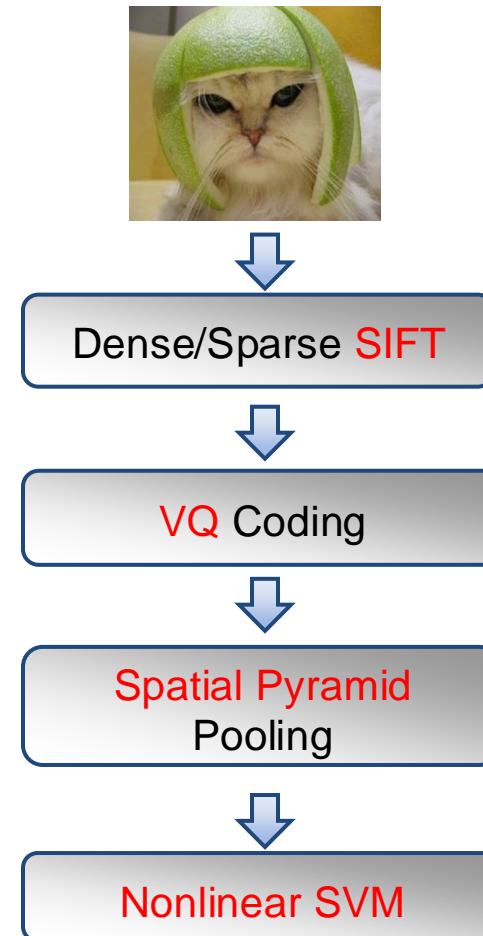 Dense/Sparse SIFT
VQ Coding
Spatial Pyramid
Pooling
Nonlinear SVM